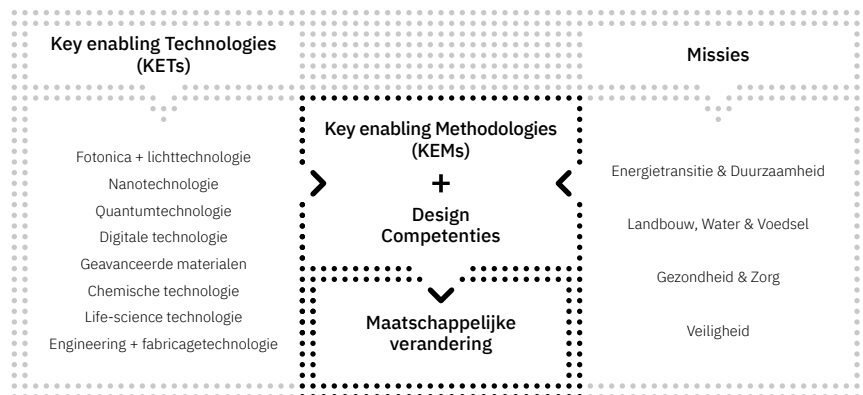 Key enabling Technologies
(KETs)
Fotonica + lichttechnologie
Nanotechnologie
Quantumtechnologie
Digitale technologie
Geavanceerde materialen
Chemische technologie
Life-science technologie
Engineering + fabricagetechnologie
Key enabling Methodologies
(KEMs)
+
Design
Competenties
Maatschappelijke
verandering
Missies
Energietransitie & Duurzaamheid
Landbouw, Water & Voedsel
Gezondheid & Zorg
Veiligheid